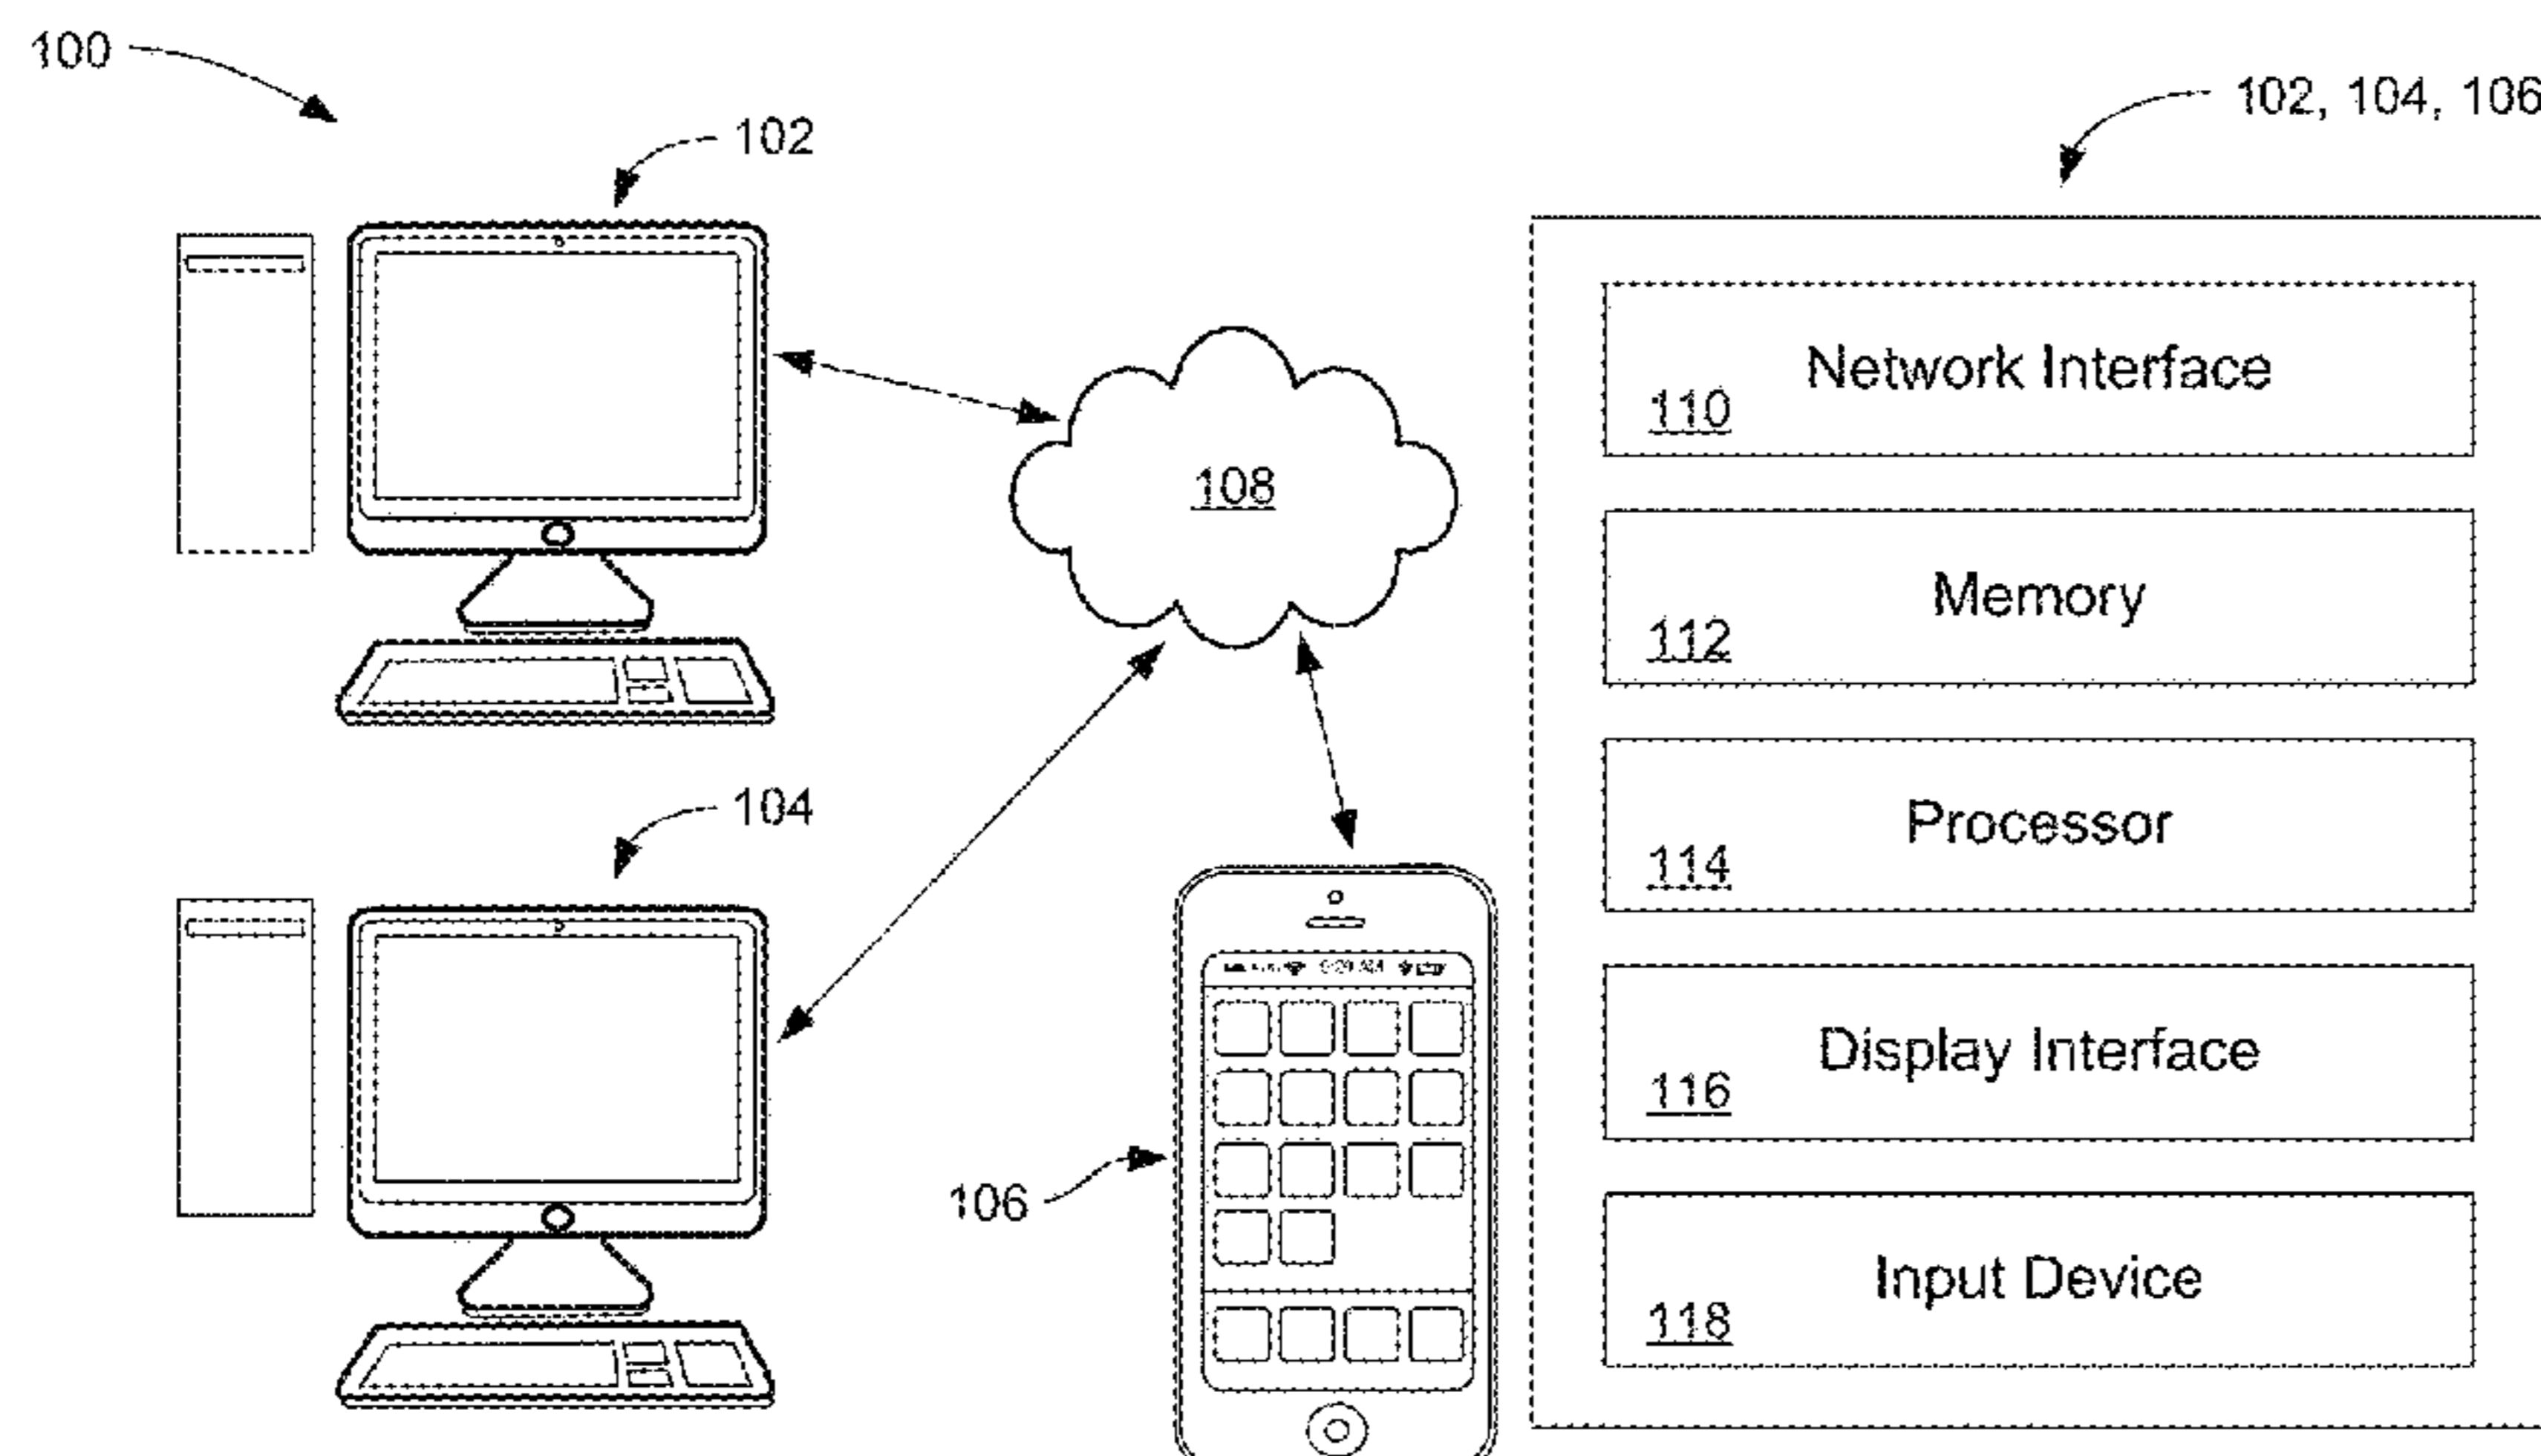 100
102
102, 104, 106
Network Interface
110
108
Memory
112
Processor
114
104
Display Interface
116
106
Input Device
118